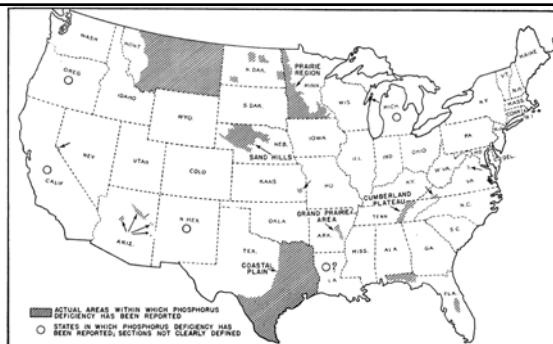 WASH.
MONT.
N. DAK.
PRAIRIE
REGION
MINN.
MAINE
OREG.
IDAHO
WYO.
S. DAK.
WIS.
MICH.
N.Y.
VT.
MASS.
CONN.
NEV.
UTAH
COLO.
NEB.
SAND HILLS
IOWA
ILL.
IND.
OHIO
PA.
DEL.
CALIF.
KANSAS
MO.
KY.
W. VA.
VA.
CUMBERLAND
PLATEAU
ARIZ.
N. MEX.
OKLA.
GRAND PRAIRIE
AREA
ARK.
TENN.
N.C.
S.C.
TEX.
COASTAL
PLAIN
LA.
MISS.
ALA.
GA.
FLA.
ACTUAL AREAS WITHIN WHICH PHOSPHORUS
DEFICIENCY HAS BEEN REPORTED
STATES IN WHICH PHOSPHORUS DEFICIENCY HAS
BEEN REPORTED; SECTIONS NOT CLEARLY DEFINED